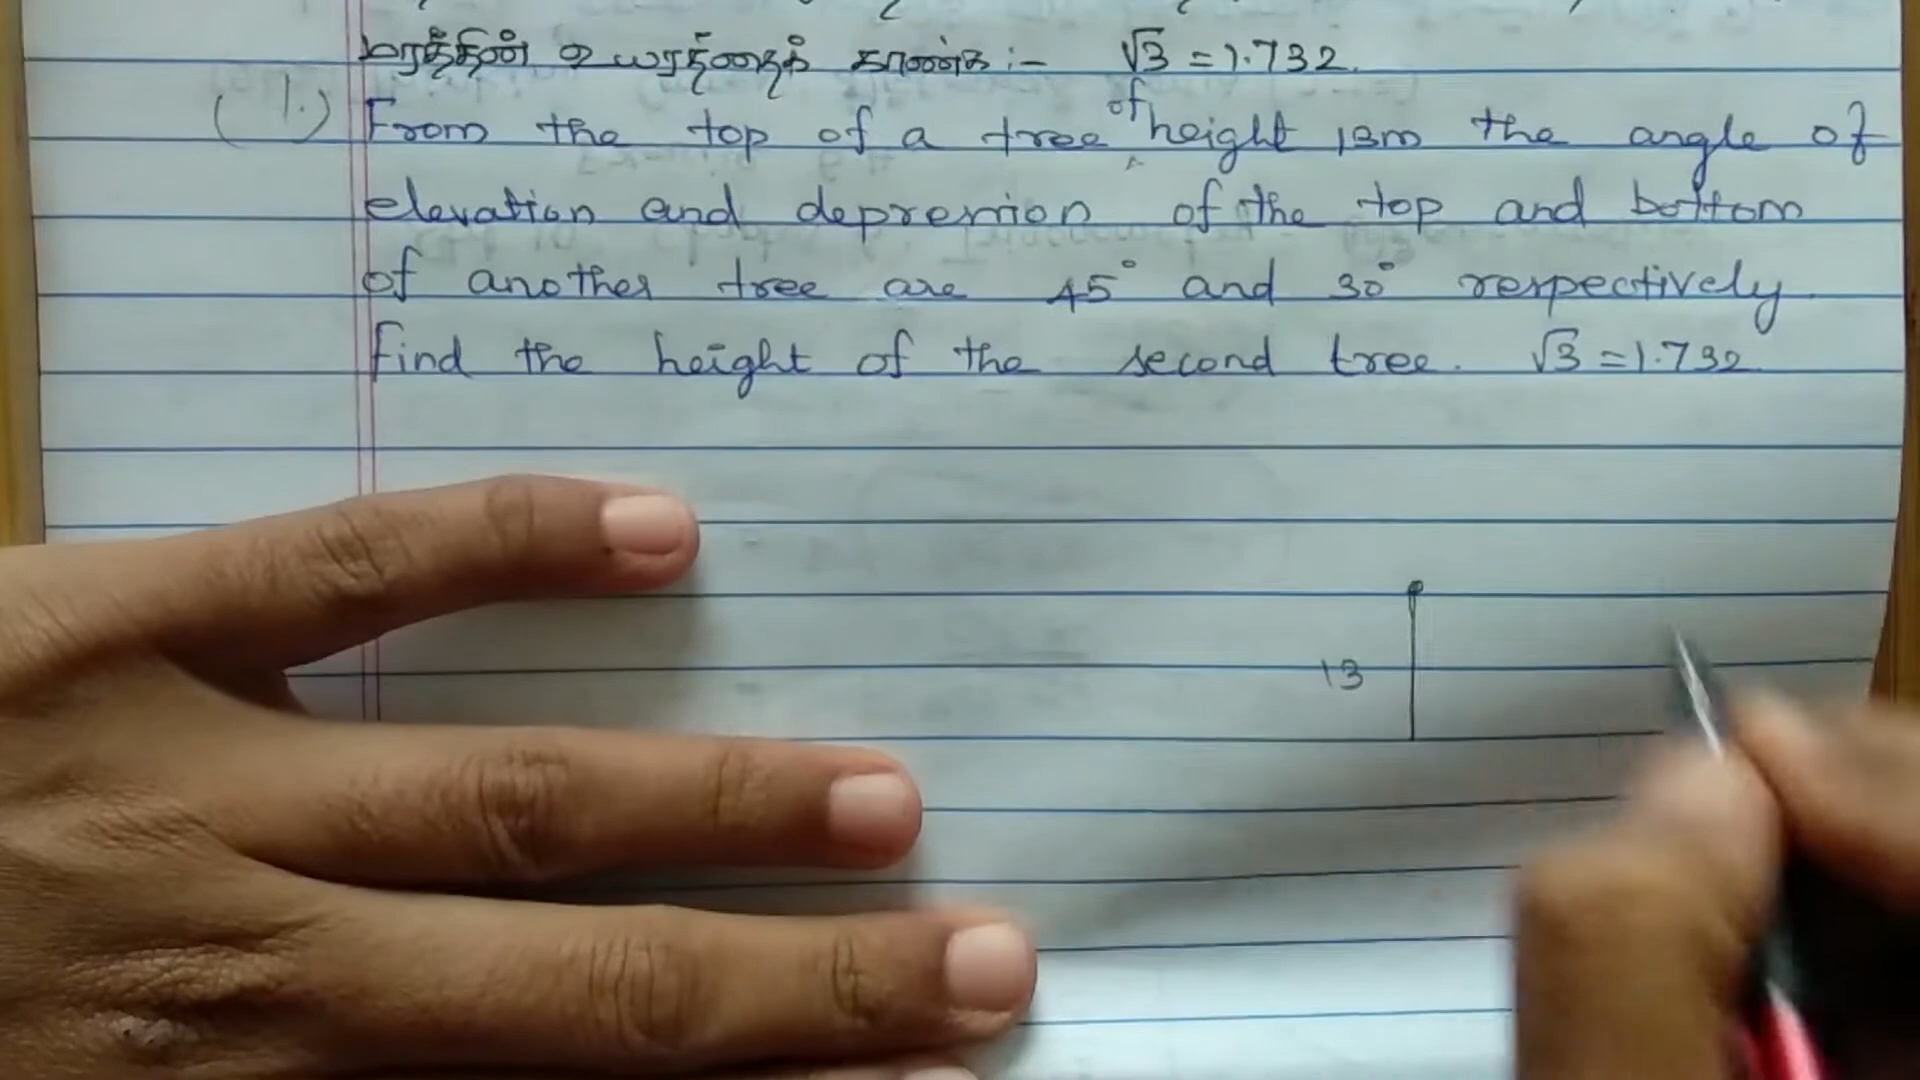 மரத்தின் உயரத்தைக் காண்க :- √3 = 1.732.
(1.) From the top of a tree of height 13m the angle of
elevation and depression of the top and bottom
of another tree are 45° and 30° respectively.
Find the height of the second tree. √3 = 1.732
13